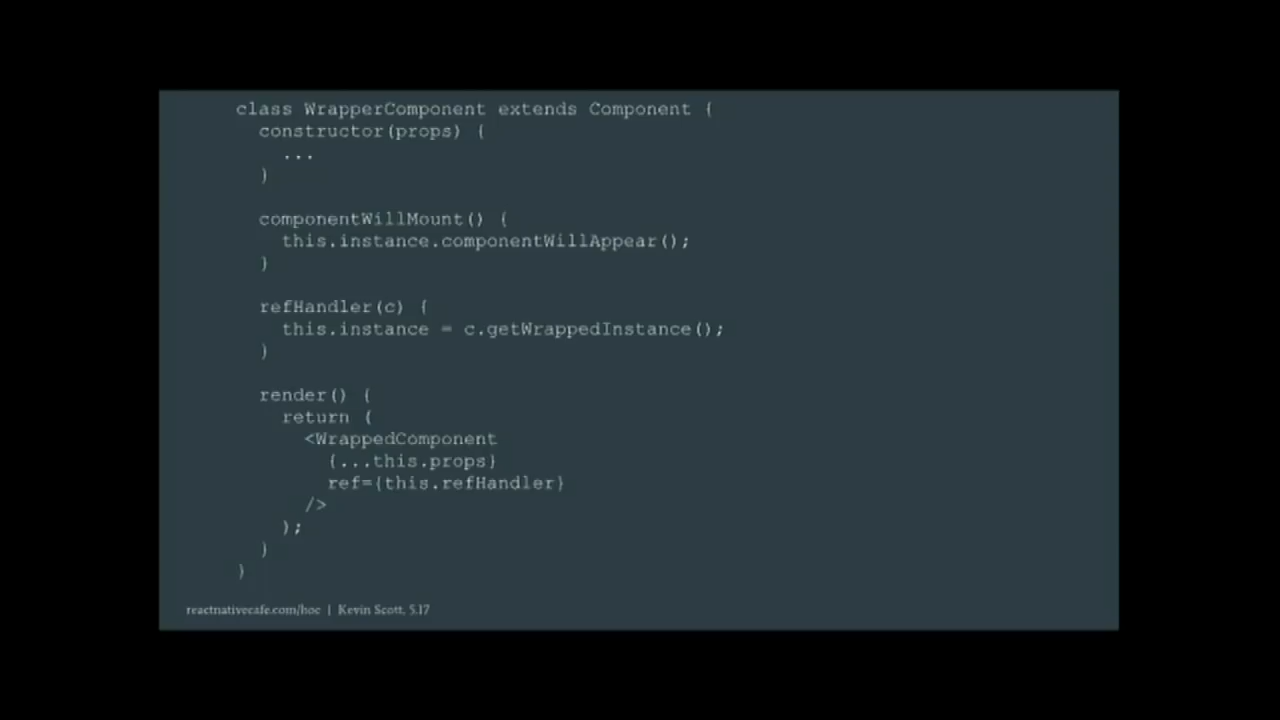 class WrapperComponent extends Component {
  constructor(props) {
    ...
  }
  componentWillMount() {
    this.instance.componentWillAppear();
  }
  refHandler(c) {
    this.instance = c.getWrappedInstance();
  }
  render() {
    return (
      <WrappedComponent
        {...this.props}
        ref={this.refHandler}
      />
    );
  }
}
reactnativecafe.com/hoc | Kevin Scott, 5.17